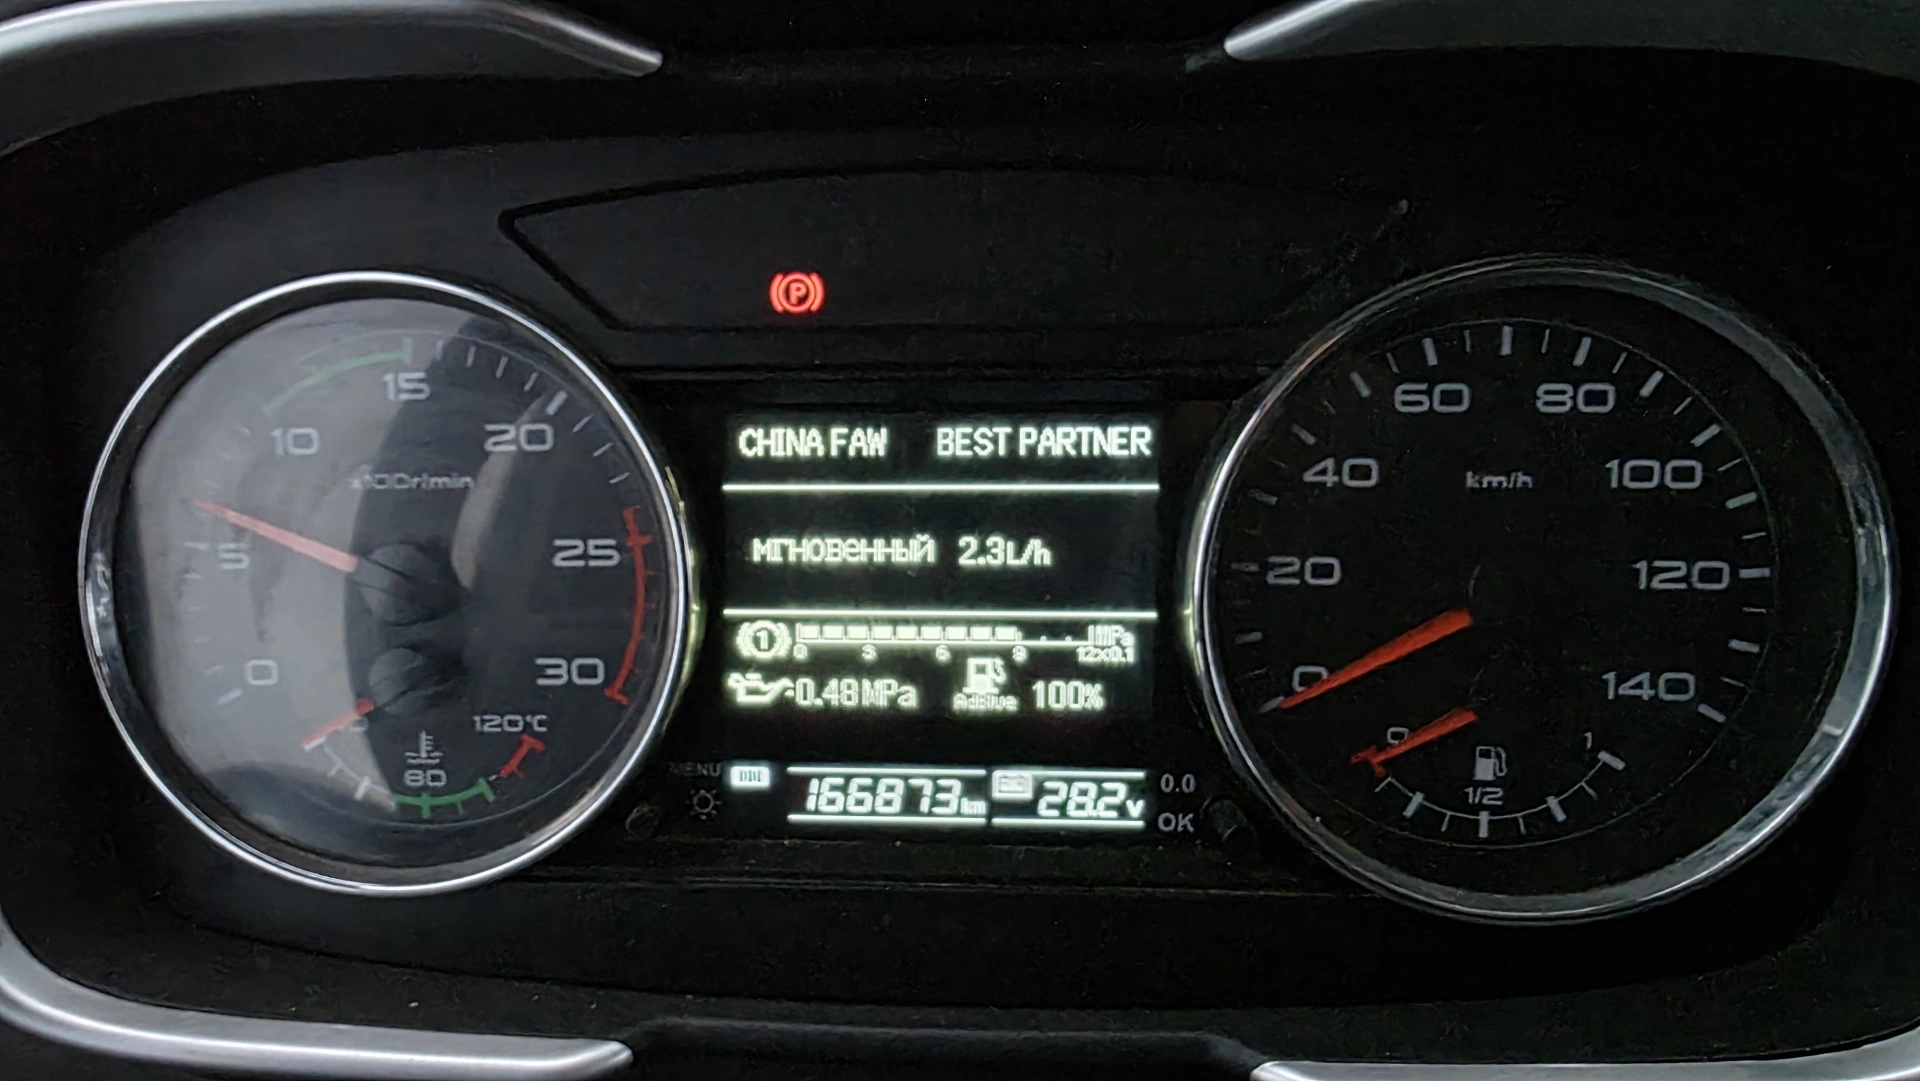 15
10
20
x100r/min
5
25
0
30
120°C
80
P
CHINA FAW BEST PARTNER
мгновенный 2.3L/h
1
MPa
0 3 6 9 12x0.1
0.48 MPa AdBlue 100%
MENU
166873 km 28.2 v
0.0
OK
60 80
40 100
km/h
20 120
0 140
0 1
1/2